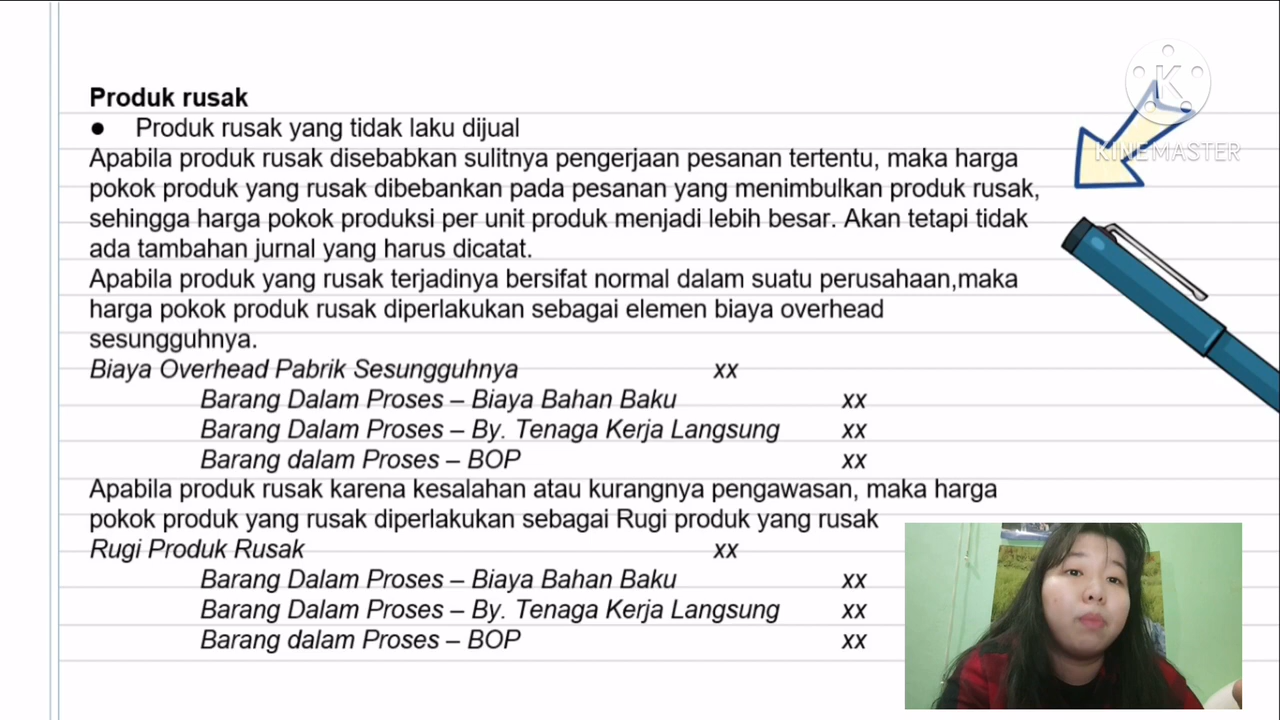 Produk rusak
● Produk rusak yang tidak laku dijual
Apabila produk rusak disebabkan sulitnya pengerjaan pesanan tertentu, maka harga
pokok produk yang rusak dibebankan pada pesanan yang menimbulkan produk rusak,
sehingga harga pokok produksi per unit produk menjadi lebih besar. Akan tetapi tidak
ada tambahan jurnal yang harus dicatat.
Apabila produk yang rusak terjadinya bersifat normal dalam suatu perusahaan,maka
harga pokok produk rusak diperlakukan sebagai elemen biaya overhead
sesungguhnya.
Biaya Overhead Pabrik Sesungguhnya xx
Barang Dalam Proses – Biaya Bahan Baku xx
Barang Dalam Proses – By. Tenaga Kerja Langsung xx
Barang dalam Proses – BOP xx
Apabila produk rusak karena kesalahan atau kurangnya pengawasan, maka harga
pokok produk yang rusak diperlakukan sebagai Rugi produk yang rusak
Rugi Produk Rusak xx
Barang Dalam Proses – Biaya Bahan Baku xx
Barang Dalam Proses – By. Tenaga Kerja Langsung xx
Barang dalam Proses – BOP xx
K
KINEMASTER